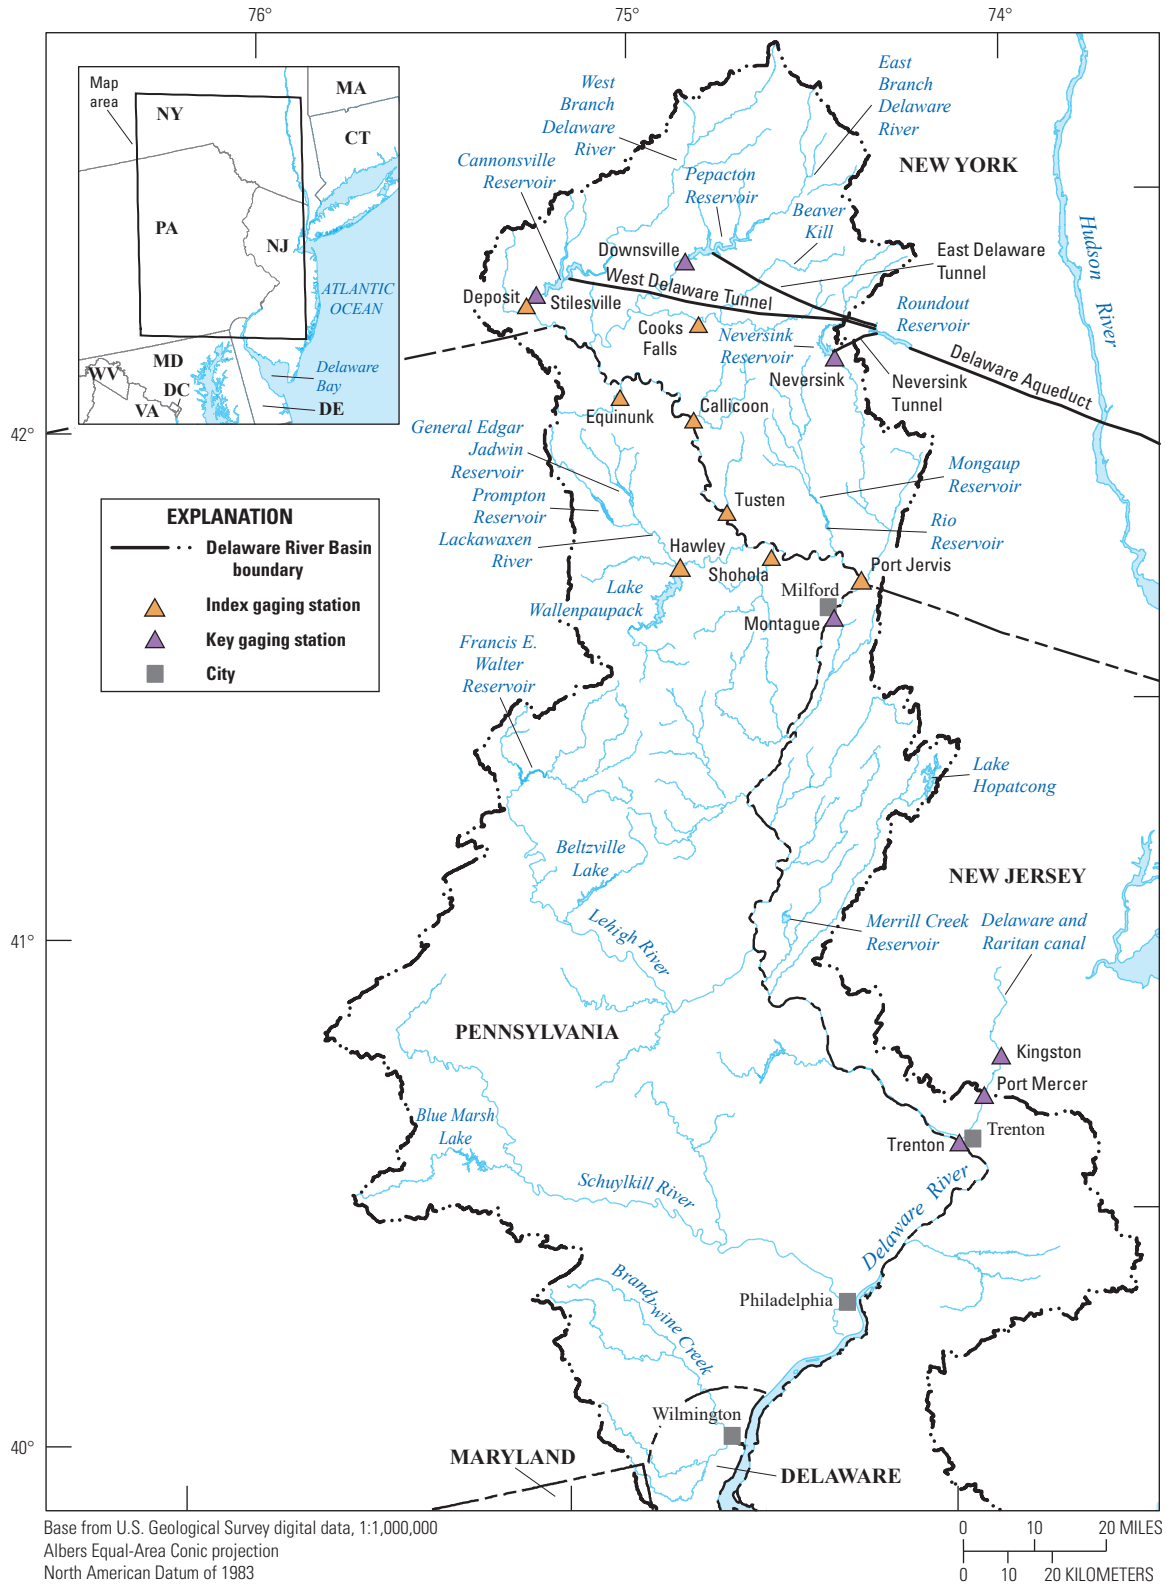 76°
75°
74°
Map
area
NY
MA
CT
PA
NJ
ATLANTIC
OCEAN
MD
WV
DC
VA
Delaware
Bay
DE
West
Branch
Delaware
River
East
Branch
Delaware
River
NEW YORK
Cannonsville
Reservoir
Pepacton
Reservoir
Beaver
Kill
Hudson River
Downsville
East Delaware
Tunnel
West Delaware Tunnel
Deposit
Stilesville
Roundout
Reservoir
Cooks
Falls
Neversink
Reservoir
Neversink
Neversink
Tunnel
Delaware Aqueduct
Equinunk
Callicoon
42°
General Edgar
Jadwin
Reservoir
Prompton
Reservoir
Lackawaxen
River
Mongaup
Reservoir
Tusten
Rio
Reservoir
Hawley
Shohola
Port Jervis
Milford
Lake
Wallenpaupack
Montague
EXPLANATION
Delaware River Basin
boundary
Index gaging station
Key gaging station
City
Francis E.
Walter
Reservoir
Lake
Hopatcong
Beltzville
Lake
NEW JERSEY
Lehigh River
Merrill Creek
Reservoir
Delaware and
Raritan canal
41°
PENNSYLVANIA
Kingston
Port Mercer
Blue Marsh
Lake
Trenton
Trenton
Schuylkill River
Delaware River
Brandywine Creek
Philadelphia
Wilmington
40°
MARYLAND
DELAWARE
Base from U.S. Geological Survey digital data, 1:1,000,000
Albers Equal-Area Conic projection
North American Datum of 1983
0 10 20 MILES
0 10 20 KILOMETERS